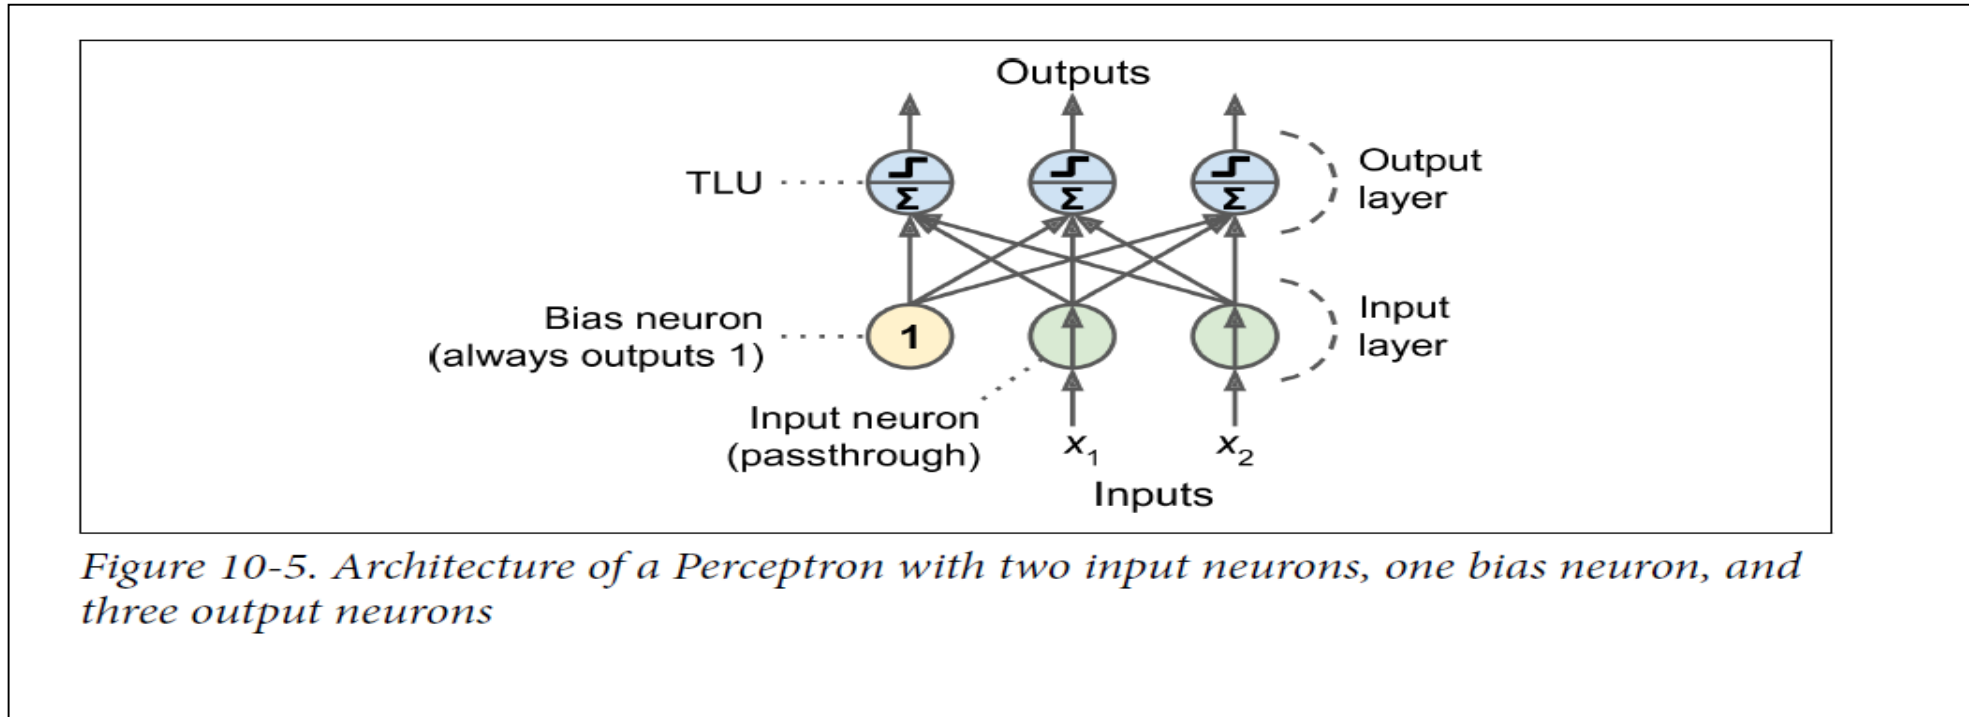 Outputs
TLU
Σ
Σ
Σ
Output
layer
Bias neuron
(always outputs 1)
1
Input
layer
Input neuron
(passthrough)
x₁
x₂
Inputs
Figure 10-5. Architecture of a Perceptron with two input neurons, one bias neuron, and
three output neurons